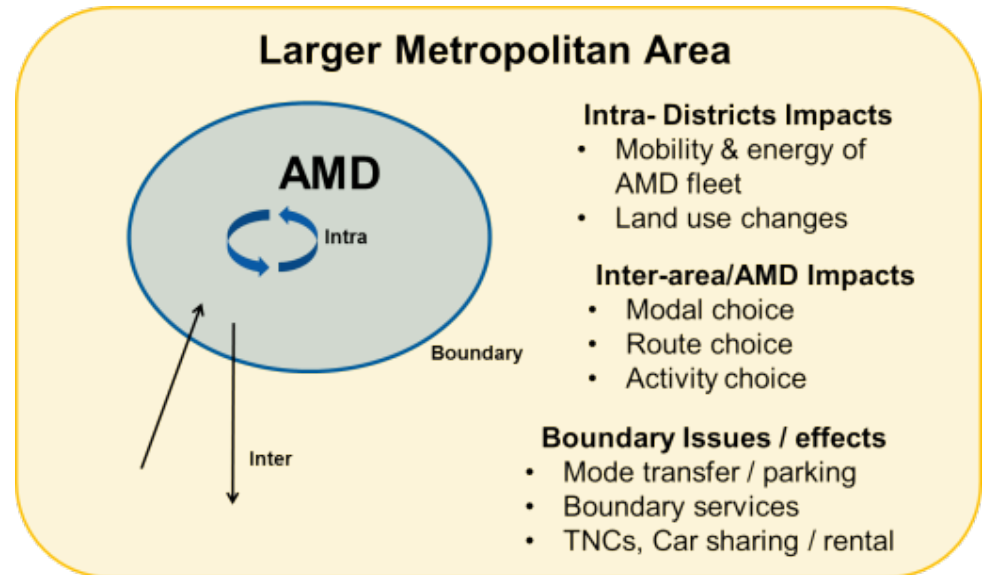 Larger Metropolitan Area
AMD
Intra
Boundary
Inter
Intra- Districts Impacts
• Mobility & energy of
AMD fleet
• Land use changes
Inter-area/AMD Impacts
• Modal choice
• Route choice
• Activity choice
Boundary Issues / effects
• Mode transfer / parking
• Boundary services
• TNCs, Car sharing / rental